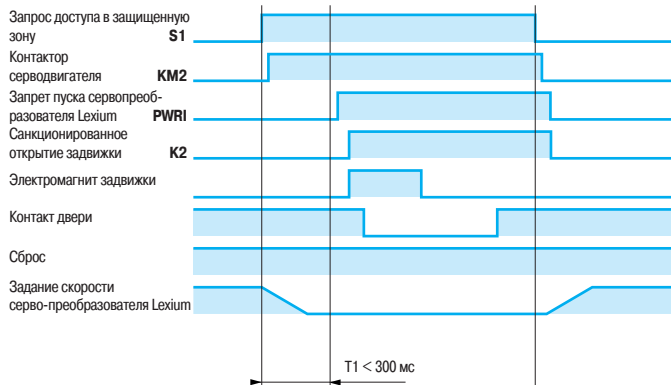 Запрос доступа в защищенную
зону S1
Контактор
серводвигателя KM2
Запрет пуска сервопреоб-
разователя Lexium PWRI
Санкционированное
открытие задвижки K2
Электромагнит задвижки
Контакт двери
Сброс
Задание скорости
серво-преобразователя Lexium
T1 < 300 мс